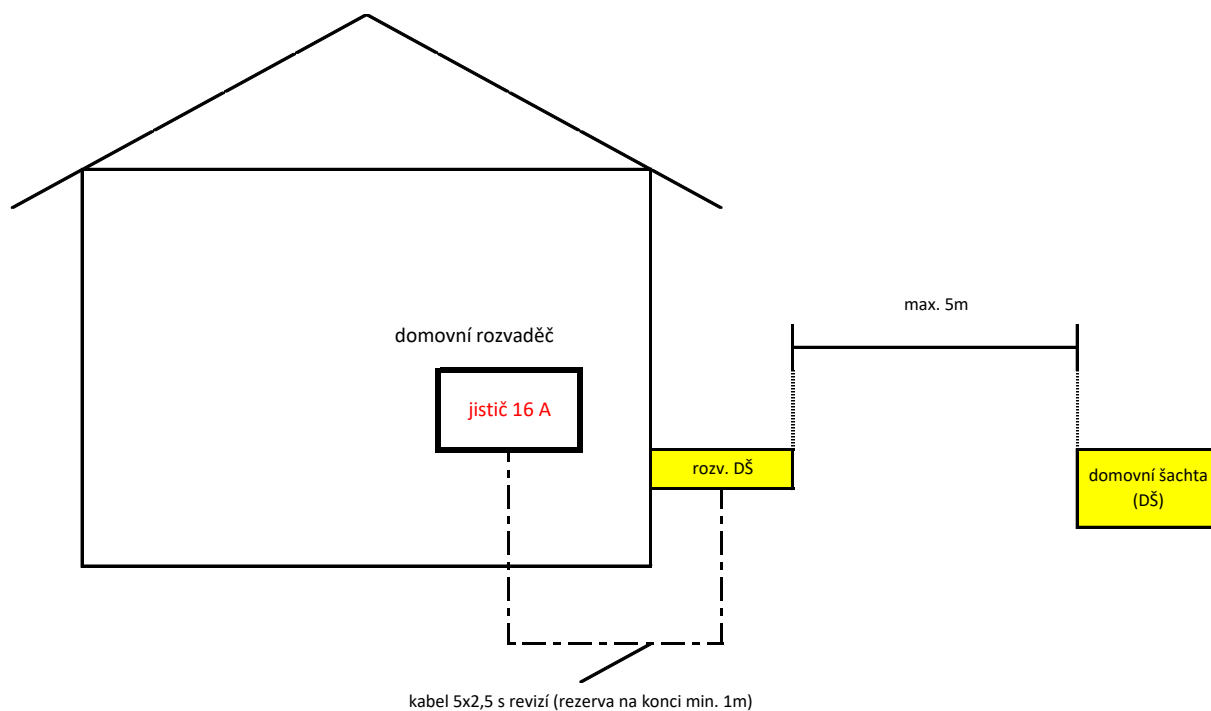 max. 5m
domovní rozvaděč
jistič 16 A
rozv. DŠ
domovní šachta
(DŠ)
kabel 5x2,5 s revizí (rezerva na konci min. 1m)